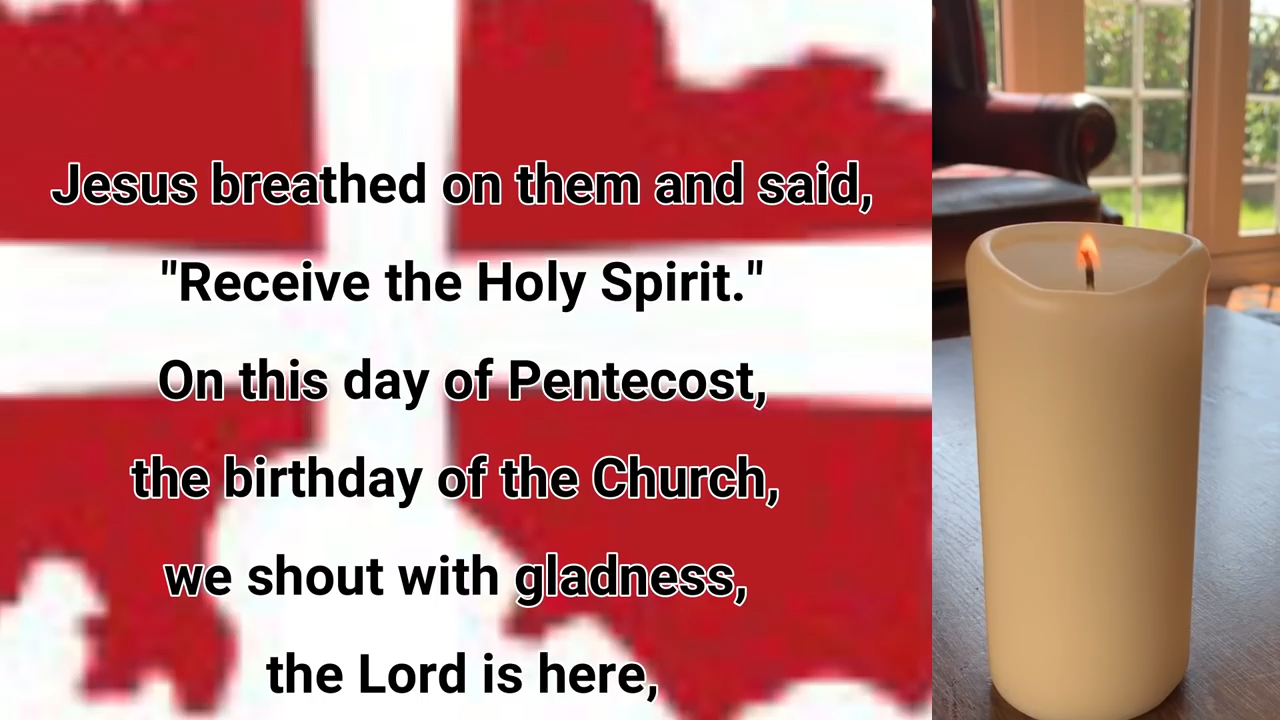 Jesus breathed on them and said,
"Receive the Holy Spirit."
On this day of Pentecost,
the birthday of the Church,
we shout with gladness,
the Lord is here,